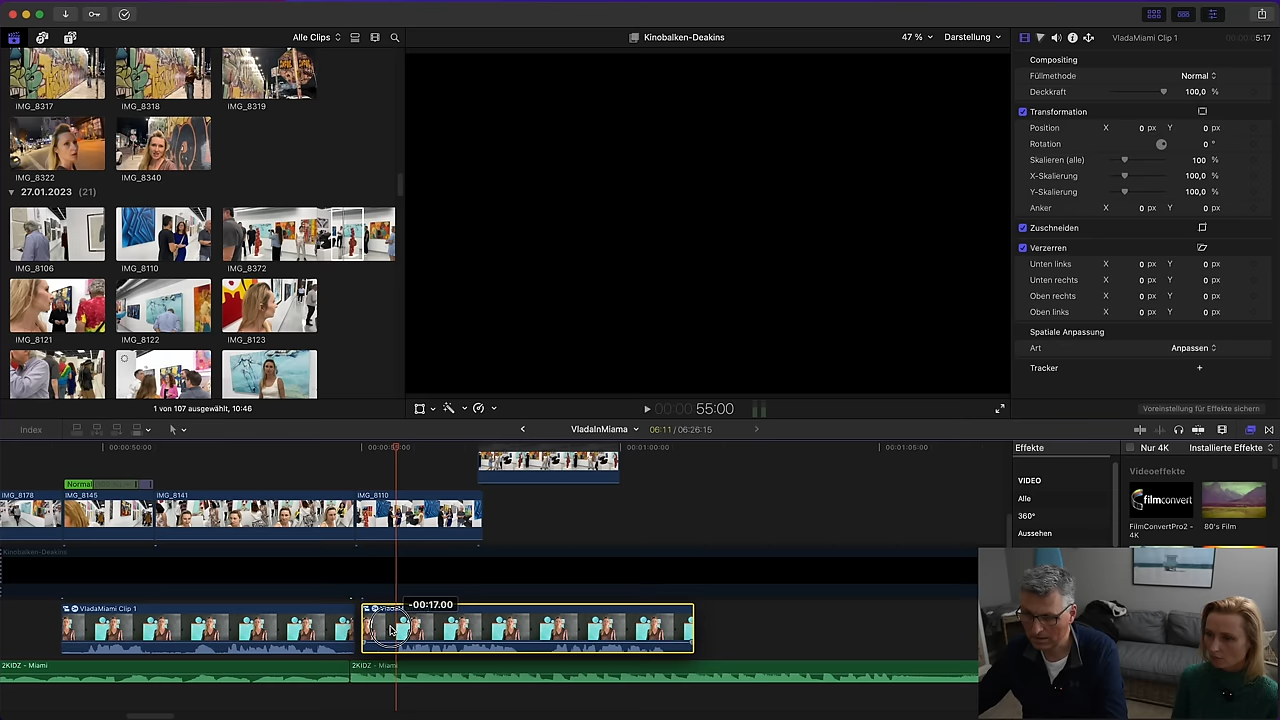 Alle Clips
Kinobalken-Deakins
47 %
Darstellung
VladaMiami Clip 1
5:17
IMG_8317
IMG_8318
IMG_8319
IMG_8322
IMG_8340
27.01.2023 (21)
IMG_8106
IMG_8110
IMG_8372
IMG_8121
IMG_8122
IMG_8123
1 von 107 ausgewählt, 10:46
00:00:55:00
Compositing
Füllmethode Normal
Deckkraft 100,0 %
Transformation
Position X 0 px Y 0 px
Rotation 0 °
Skalieren (alle) 100 %
X-Skalierung 100,0 %
Y-Skalierung 100,0 %
Anker X 0 px Y 0 px
Zuschneiden
Verzerren
Unten links X 0 px Y 0 px
Unten rechts X 0 px Y 0 px
Oben rechts X 0 px Y 0 px
Oben links X 0 px Y 0 px
Spatiale Anpassung
Art Anpassen
Tracker +
Voreinstellung für Effekte sichern
Index
VladaInMiama
06:11 / 06:26:15
00:00:50:00
00:01:00:00
00:01:05:00
Normal
IMG_8178
IMG_8145
IMG_8141
IMG_8110
Kinobalken-Deakins
VladaMiami Clip 1
-00:17.00
2KIDZ - Miami
2KIDZ - Miami
Effekte
Nur 4K
Installierte Effekte
VIDEO
Alle
360°
Aussehen
Videoeffekte
filmconvert
FilmConvertPro2 - 4K
80's Film